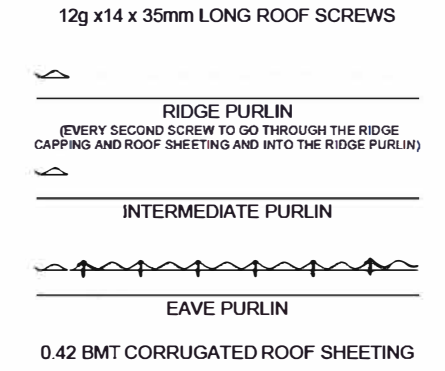 12g x14 x 35mm LONG ROOF SCREWS
RIDGE PURLIN
(EVERY SECOND SCREW TO GO THROUGH THE RIDGE
CAPPING AND ROOF SHEETING AND INTO THE RIDGE PURLIN)
INTERMEDIATE PURLIN
EAVE PURLIN
0.42 BMT CORRUGATED ROOF SHEETING